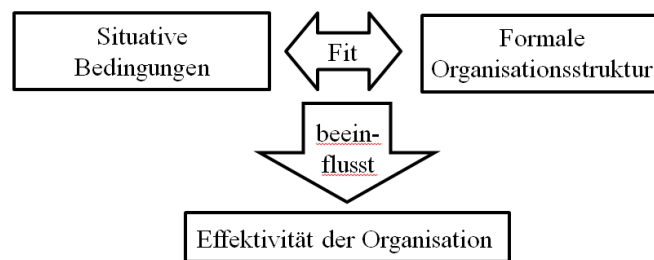 Situative
Bedingungen
Fit
Formale
Organisationsstruktur
beein-
flusst
Effektivität der Organisation